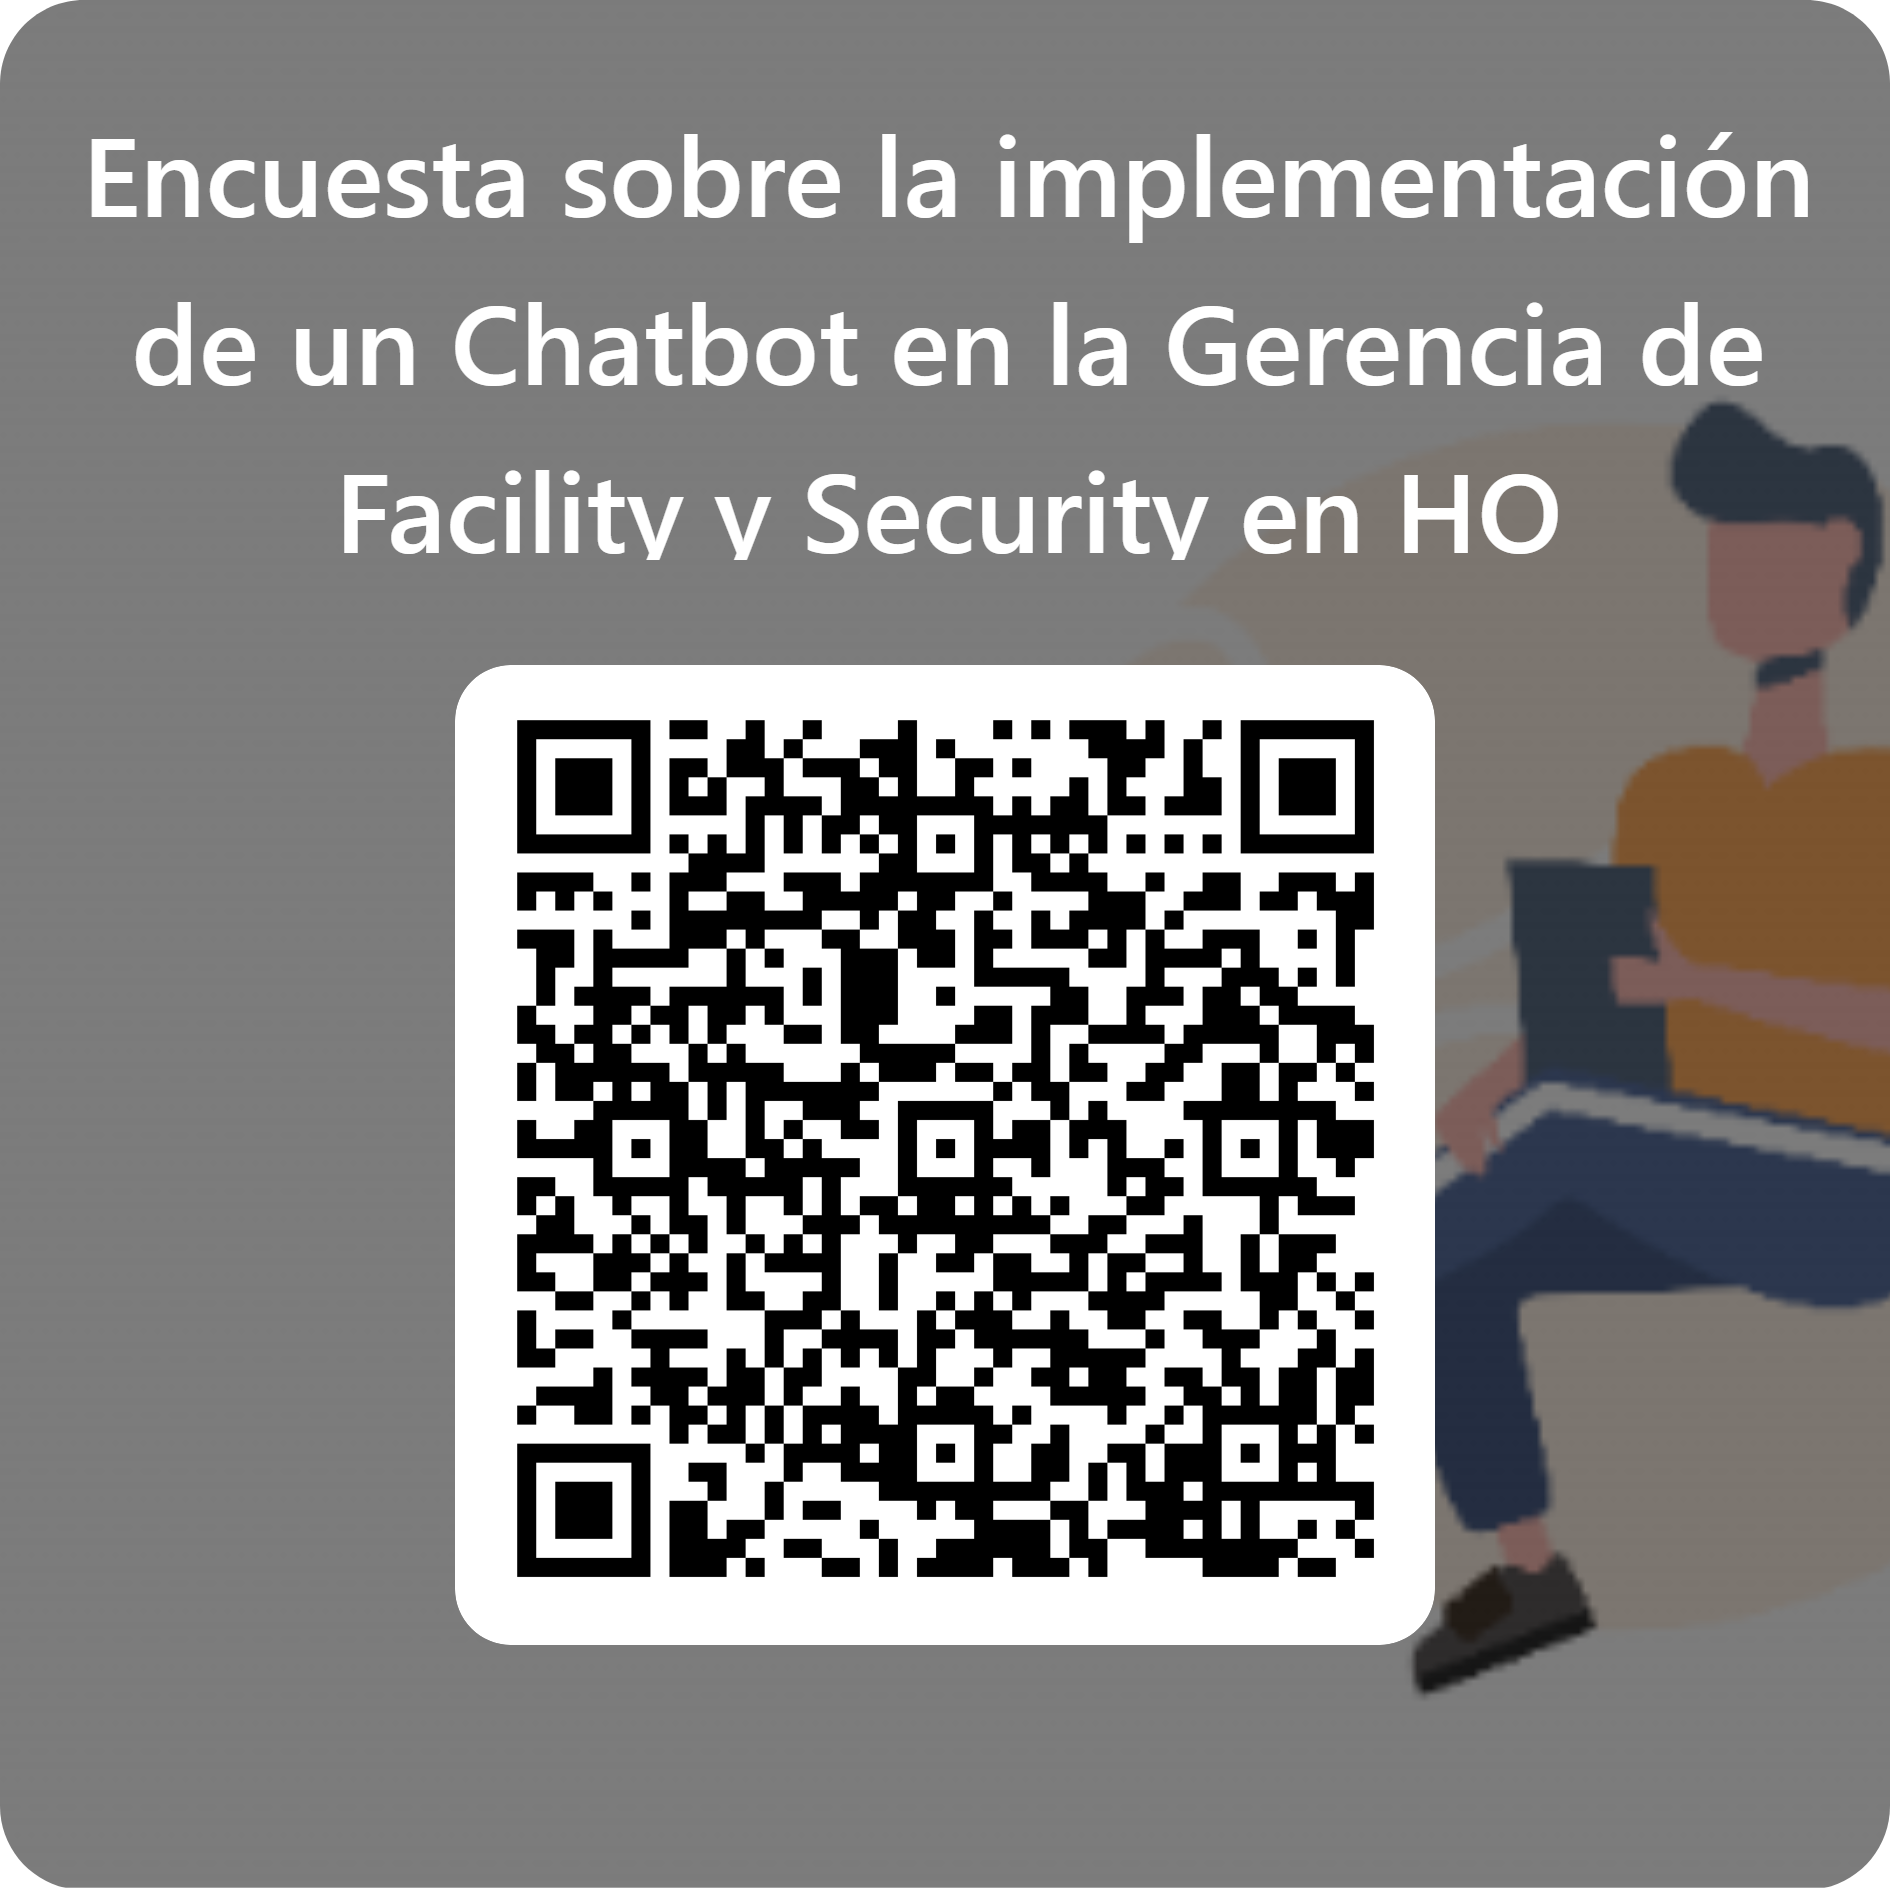 Encuesta sobre la implementación
de un Chatbot en la Gerencia de
Facility y Security en HO